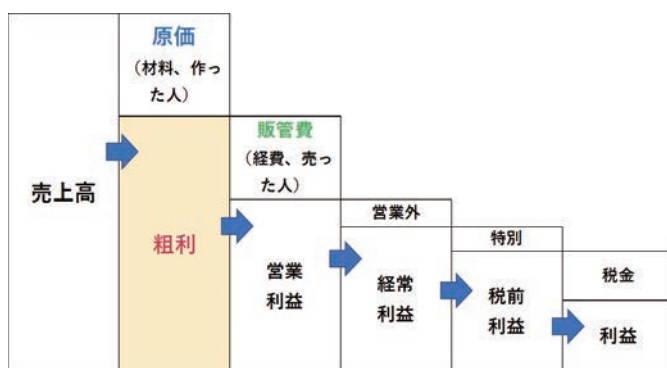 売上高
原価
（材料、作っ
た人）
粗利
販管費
（経費、売っ
た人）
営業
利益
営業外
経常
利益
特別
税前
利益
税金
利益